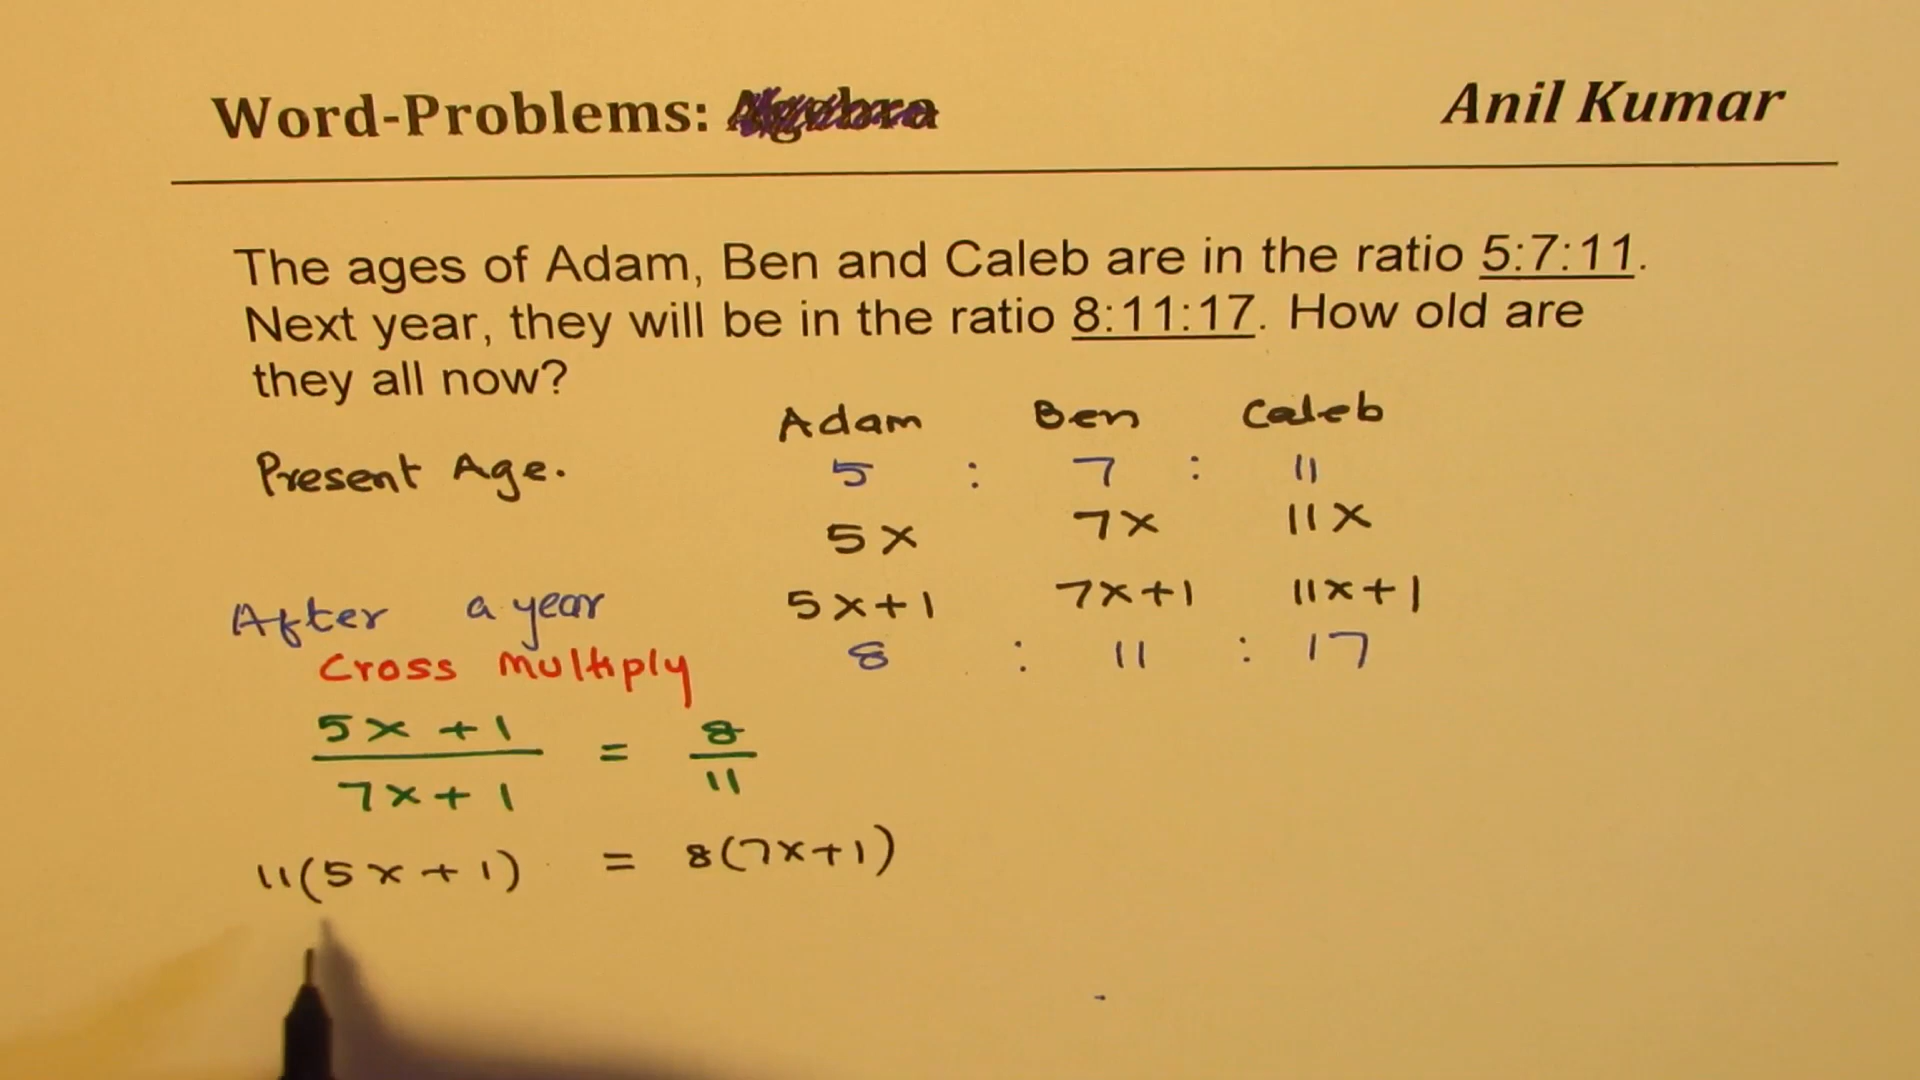 Word-Problems: Algebra
Anil Kumar
The ages of Adam, Ben and Caleb are in the ratio 5:7:11.
Next year, they will be in the ratio 8:11:17. How old are
they all now?
Adam Ben Caleb
Present Age. 5 : 7 : 11
5x 7x 11x
After a year 5x+1 7x+1 11x+1
Cross Multiply 8 : 11 : 17
5x+1 = 8
7x+1 11
11(5x+1) = 8(7x+1)